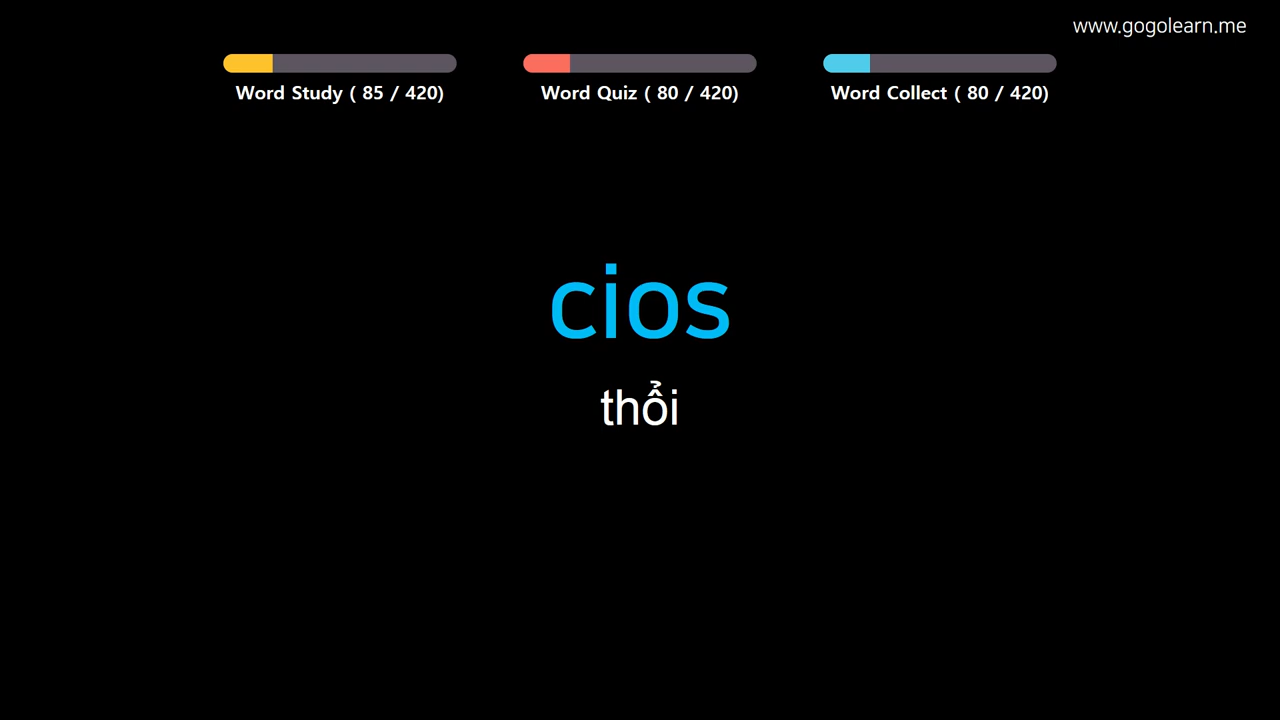 www.gogolearn.me
Word Study ( 85 / 420)
Word Quiz ( 80 / 420)
Word Collect ( 80 / 420)
cios
thổi